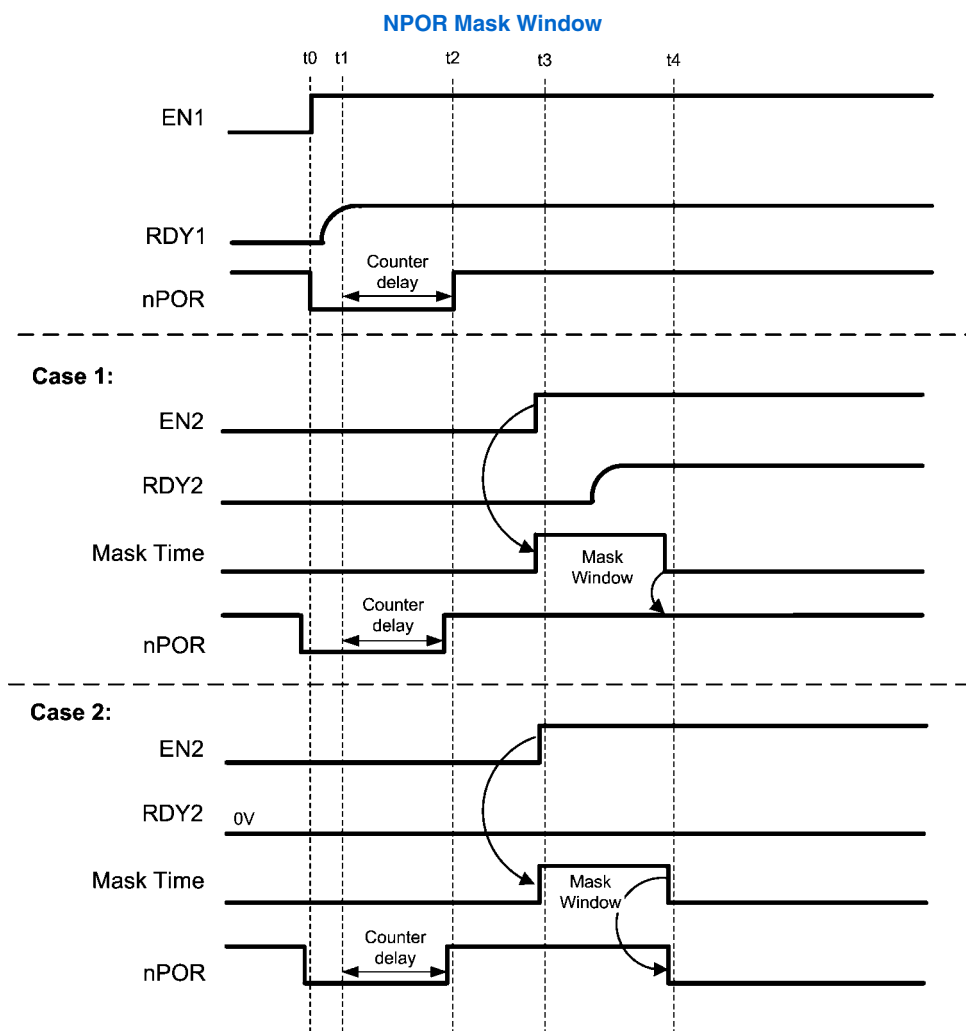 NPOR Mask Window
t0 t1 t2 t3 t4
EN1
RDY1
Counter
delay
nPOR
Case 1:
EN2
RDY2
Mask Time
Mask
Window
Counter
delay
nPOR
Case 2:
EN2
RDY2
0V
Mask Time
Mask
Window
Counter
delay
nPOR